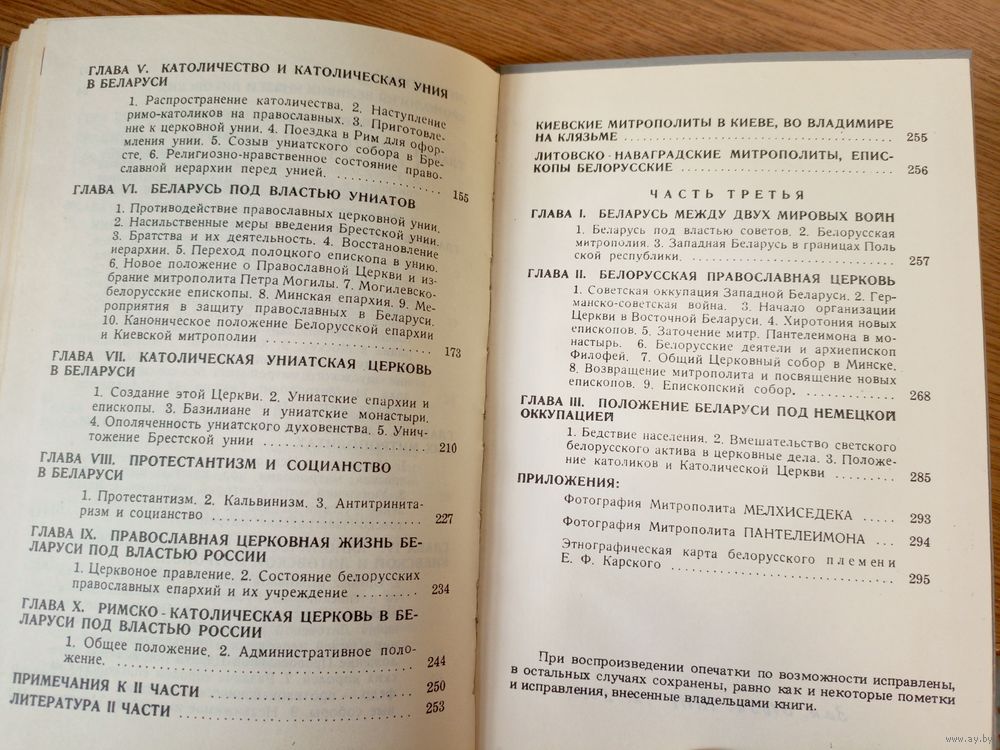 ГЛАВА V. КАТОЛИЧЕСТВО И КАТОЛИЧЕСКАЯ УНИЯ
В БЕЛАРУСИ
1. Распространение католичества. 2. Наступление
римо-католиков на православных. 3. Приготовле-
ние к церковной унии. 4. Поездка в Рим для офор-
мления унии. 5. Созыв униатского собора в Бре-
сте. 6. Религиозно-нравственное состояние право-
славной иерархии перед унией. . . . . . . . . . . 155
ГЛАВА VI. БЕЛАРУСЬ ПОД ВЛАСТЬЮ УНИАТОВ
1. Противодействие православных церковной унии.
2. Насильственные меры введения Брестской унии.
3. Братства и их деятельность. 4. Восстановление
иерархии. 5. Переход полоцкого епископа в унию.
6. Новое положение о Православной Церкви и из-
брание митрополита Петра Могилы. 7. Могилевско-
белорусские епископы. 8. Минская епархия. 9. Ме-
роприятия в защиту православных в Беларуси.
10. Каноническое положение Белорусской епархии
и Киевской митрополии . . . . . . . . . . . . . . . 173
ГЛАВА VII. КАТОЛИЧЕСКАЯ УНИАТСКАЯ ЦЕРКОВЬ
В БЕЛАРУСИ
1. Создание этой Церкви. 2. Униатские епархии и
епископы. 3. Базилиане и униатские монастыри.
4. Ополяченность униатского духовенства. 5. Унич-
тожение Брестской унии . . . . . . . . . . . . . . . 210
ГЛАВА VIII. ПРОТЕСТАНТИЗМ И СОЦИАНСТВО
В БЕЛАРУСИ
1. Протестантизм. 2. Кальвинизм. 3. Антитринита-
ризм и социанство . . . . . . . . . . . . . . . . . . 227
ГЛАВА IX. ПРАВОСЛАВНАЯ ЦЕРКОВНАЯ ЖИЗНЬ БЕ-
ЛАРУСИ ПОД ВЛАСТЬЮ РОССИИ
1. Церквоное правление. 2. Состояние белорусских
православных епархий и их учреждение . . . . . . . 234
ГЛАВА X. РИМСКО-КАТОЛИЧЕСКАЯ ЦЕРКОВЬ В БЕ-
ЛАРУСИ ПОД ВЛАСТЬЮ РОССИИ
1. Общее положение. 2. Административное поло-
жение. . . . . . . . . . . . . . . . . . . . . . . . . 244
ПРИМЕЧАНИЯ К II ЧАСТИ . . . . . . . . . . . . . . . . 250
ЛИТЕРАТУРА II ЧАСТИ . . . . . . . . . . . . . . . . . . 253
КИЕВСКИЕ МИТРОПОЛИТЫ В КИЕВЕ, ВО ВЛАДИМИРЕ
НА КЛЯЗЬМЕ . . . . . . . . . . . . . . . . . . . . . . 255
ЛИТОВСКО-НАВАГРАДСКИЕ МИТРОПОЛИТЫ, ЕПИС-
КОПЫ БЕЛОРУССКИЕ . . . . . . . . . . . . . . . . . . 256
ЧАСТЬ ТРЕТЬЯ
ГЛАВА I. БЕЛАРУСЬ МЕЖДУ ДВУХ МИРОВЫХ ВОЙН
1. Беларусь под властью советов. 2. Белорусская
митрополия. 3. Западная Беларусь в границах Поль
ской республики. . . . . . . . . . . . . . . . . . . . 257
ГЛАВА II. БЕЛОРУССКАЯ ПРАВОСЛАВНАЯ ЦЕРКОВЬ
1. Советская оккупация Западной Беларуси. 2. Гер-
манско-советская война. 3. Начало организации
Церкви в Восточной Беларуси. 4. Хиротония новых
епископов. 5. Заточение митр. Пантелеимона в мо-
настырь. 6. Белорусские деятели и архиепископ
Филофей. 7. Общий Церковный собор в Минске.
8. Возвращение митрополита и посвящение новых
епископов. 9. Епископский собор. . . . . . . . . . . 268
ГЛАВА III. ПОЛОЖЕНИЕ БЕЛАРУСИ ПОД НЕМЕЦКОЙ
ОККУПАЦИЕЙ
1. Бедствие населения. 2. Вмешательство светского
белорусского актива в церковные дела. 3. Положе-
ние католиков и Католической Церкви . . . . . . . 285
ПРИЛОЖЕНИЯ:
Фотография Митрополита МЕЛХИСЕДЕКА . . . . . 293
Фотография Митрополита ПАНТЕЛЕИМОНА . . . . 294
Этнографическая карта белорусского племени
Е. Ф. Карского . . . . . . . . . . . . . . . . . . . . 295
При воспроизведении опечатки по возможности исправлены,
в остальных случаях сохранены, равно как и некоторые пометки
и исправления, внесенные владельцами книги.
www.ay.by